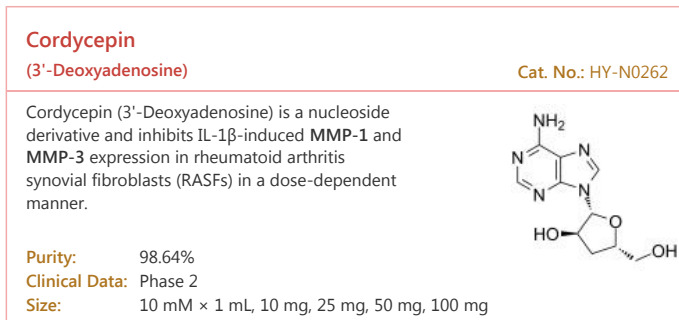 Cordycepin
(3'-Deoxyadenosine)
Cat. No.: HY-N0262
Cordycepin (3'-Deoxyadenosine) is a nucleoside
derivative and inhibits IL-1β-induced MMP-1 and
MMP-3 expression in rheumatoid arthritis
synovial fibroblasts (RASFs) in a dose-dependent
manner.
NH2
N
N
N
N
O
HO
OH
Purity: 98.64%
Clinical Data: Phase 2
Size: 10 mM × 1 mL, 10 mg, 25 mg, 50 mg, 100 mg